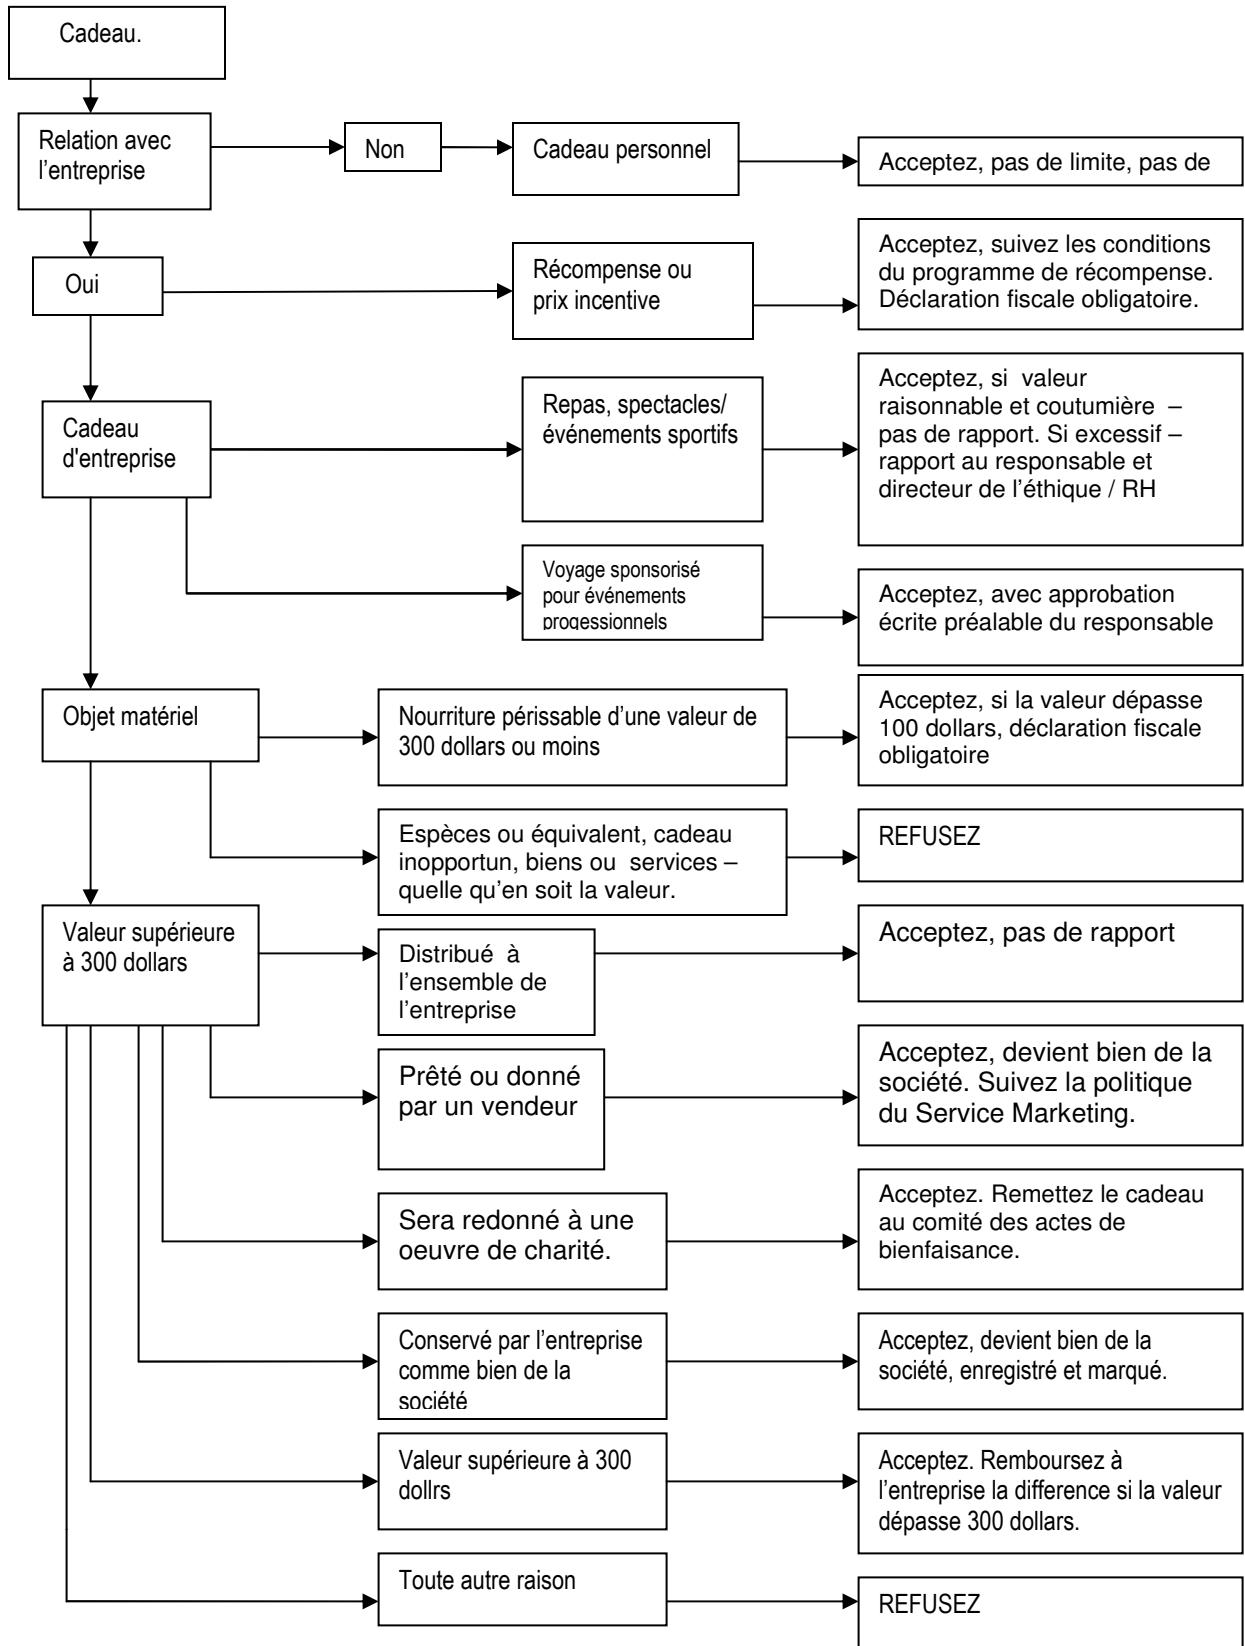 Cadeau.
Relation avec
l'entreprise
Non
Cadeau personnel
Acceptez, pas de limite, pas de
Oui
Récompense ou
prix incentive
Acceptez, suivez les conditions
du programme de récompense.
Déclaration fiscale obligatoire.
Cadeau
d'entreprise
Repas, spectacles/
événements sportifs
Acceptez, si valeur
raisonnable et coutumière –
pas de rapport. Si excessif –
rapport au responsable et
directeur de l'éthique / RH
Voyage sponsorisé
pour événements
progessionnels
Acceptez, avec approbation
écrite préalable du responsable
Objet matériel
Nourriture périssable d'une valeur de
300 dollars ou moins
Acceptez, si la valeur dépasse
100 dollars, déclaration fiscale
obligatoire
Espèces ou équivalent, cadeau
inopportun, biens ou services –
quelle qu'en soit la valeur.
REFUSEZ
Valeur supérieure
à 300 dollars
Distribué à
l'ensemble de
l'entreprise
Acceptez, pas de rapport
Prêté ou donné
par un vendeur
Acceptez, devient bien de la
société. Suivez la politique
du Service Marketing.
Sera redonné à une
oeuvre de charité.
Acceptez. Remettez le cadeau
au comité des actes de
bienfaisance.
Conservé par l'entreprise
comme bien de la
société
Acceptez, devient bien de la
société, enregistré et marqué.
Valeur supérieure à 300
dollrs
Acceptez. Remboursez à
l'entreprise la difference si la valeur
dépasse 300 dollars.
Toute autre raison
REFUSEZ